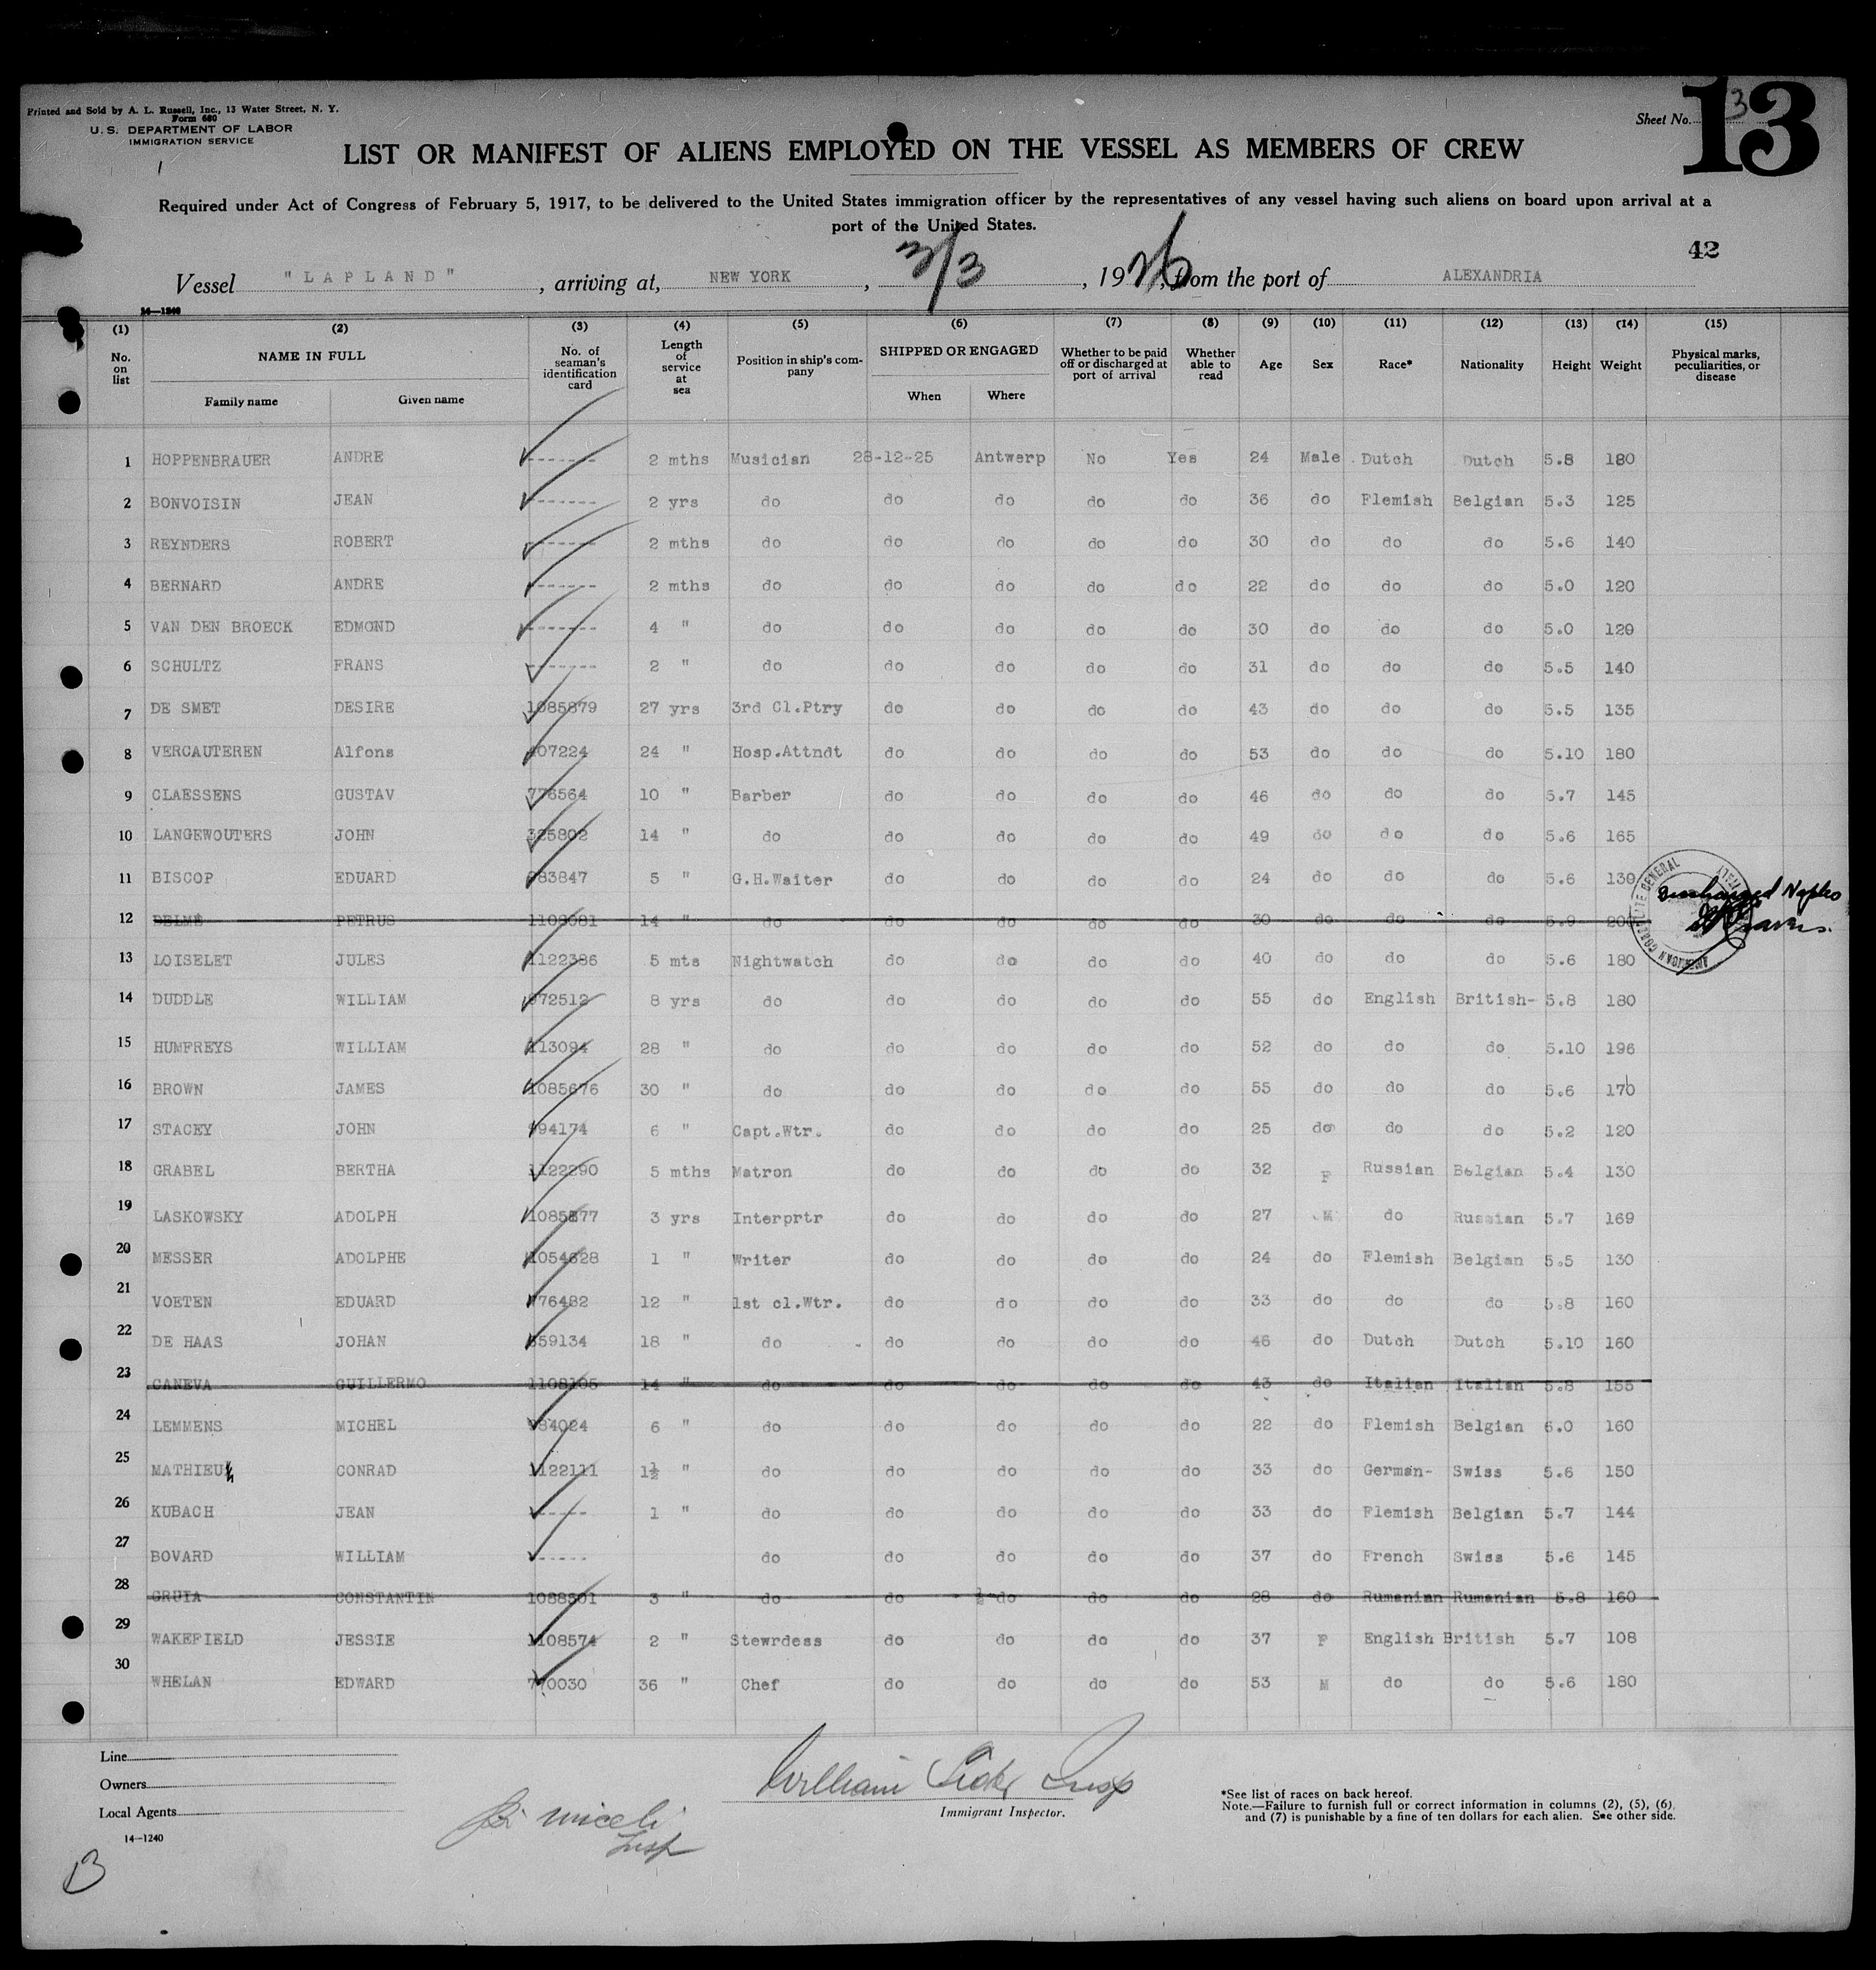 Printed and Sold by A. L. Russell, Inc., 13 Water Street, N. Y.
Form 680
U. S. DEPARTMENT OF LABOR
IMMIGRATION SERVICE
Sheet No. 3
13
LIST OR MANIFEST OF ALIENS EMPLOYED ON THE VESSEL AS MEMBERS OF CREW
Required under Act of Congress of February 5, 1917, to be delivered to the United States immigration officer by the representatives of any vessel having such aliens on board upon arrival at a
port of the United States.
42
Vessel "LAPLAND", arriving at, NEW YORK, 3/3, 1926, from the port of ALEXANDRIA
14—1240
(1) (2) (3) (4) (5) (6) (7) (8) (9) (10) (11) (12) (13) (14) (15)
No. on list NAME IN FULL No. of seaman's identification card Length of service at sea Position in ship's company SHIPPED OR ENGAGED Whether to be paid off or discharged at port of arrival Whether able to read Age Sex Race* Nationality Height Weight Physical marks, peculiarities, or disease
Family name Given name When Where
1 HOPPENBRAUER ANDRE ------- 2 mths Musician 28-12-25 Antwerp No Yes 24 Male Dutch Dutch 5.8 180
2 BONVOISIN JEAN ------- 2 yrs do do do do do 36 do Flemish Belgian 5.3 125
3 REYNDERS ROBERT ------- 2 mths do do do do do 30 do do do 5.6 140
4 BERNARD ANDRE ------- 2 mths do do do do do 22 do do do 5.0 120
5 VAN DEN BROECK EDMOND ------- 4 " do do do do do 30 do do do 5.0 120
6 SCHULTZ FRANS ------- 2 " do do do do do 31 do do do 5.5 140
7 DE SMET DESIRE 1085879 27 yrs 3rd Cl.Ptry do do do do 43 do do do 5.5 135
8 VERCAUTEREN Alfons 407224 24 " Hosp.Attndt do do do do 53 do do do 5.10 180
9 CLAESSENS GUSTAV 776564 10 " Barber do do do do 46 do do do 5.7 145
10 LANGEWOUTERS JOHN 325802 14 " do do do do do 49 do do do 5.6 165
11 BISCOP EDUARD 983847 5 " G.H.Waiter do do do do 24 do do do 5.6 130
12 DELME PETRUS 1108081 14 " do do do do do 30 do do do 5.9 200 Discharged Naples
13 LOISELET JULES 1122386 5 mts Nightwatch do do do do 40 do do do 5.6 180
14 DUDDLE WILLIAM 972512 8 yrs do do do do do 55 do English British- 5.8 180
15 HUMFREYS WILLIAM 113094 28 " do do do do do 52 do do do 5.10 196
16 BROWN JAMES 1085676 30 " do do do do do 55 do do do 5.6 170
17 STACEY JOHN 994174 6 " Capt.Wtr. do do do do 25 do do do 5.2 120
18 GRABEL BERTHA 1122290 5 mths Matron do do do do 32 F Russian Belgian 5.4 130
19 LASKOWSKY ADOLPH 1085877 3 yrs Interprtr do do do do 27 M do Russian 5.7 169
20 MESSER ADOLPHE 1054628 1 " Writer do do do do 24 do Flemish Belgian 5.5 130
21 VOETEN EDUARD 776482 12 " 1st cl.Wtr. do do do do 33 do do do 5.8 160
22 DE HAAS JOHAN 659134 18 " do do do do do 46 do Dutch Dutch 5.10 160
23 CANEVA GUILLERMO 1108105 14 " do do do do do 43 do Italian Italian 5.8 155
24 LEMMENS MICHEL 984024 6 " do do do do do 22 do Flemish Belgian 6.0 160
25 MATHIEU CONRAD 1122111 1½ " do do do do do 33 do German- Swiss 5.6 150
26 KUBACH JEAN ------ 1 " do do do do do 33 do Flemish Belgian 5.7 144
27 BOVARD WILLIAM ------ do do do do do 37 do French Swiss 5.6 145
28 GRUIA CONSTANTIN 1088501 3 " do do do do do 28 do Rumanian Rumanian 5.8 160
29 WAKEFIELD JESSIE 1108574 2 " Stewrdess do do do do 37 F English British 5.7 108
30 WHELAN EDWARD 770030 36 " Chef do do do do 53 M do do 5.6 180
Line
Owners
Local Agents
14—1240
William Insp
Immigrant Inspector.
miceli
Insp
*See list of races on back hereof.
Note.—Failure to furnish full or correct information in columns (2), (5), (6),
and (7) is punishable by a fine of ten dollars for each alien. See other side.